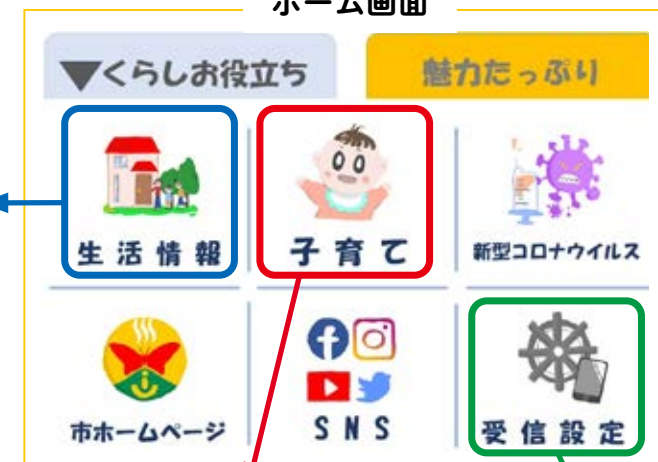 ホーム画面
▼くらしお役立ち
魅力たっぷり
生活情報
子育て
新型コロナウイルス
市ホームページ
SNS
受信設定